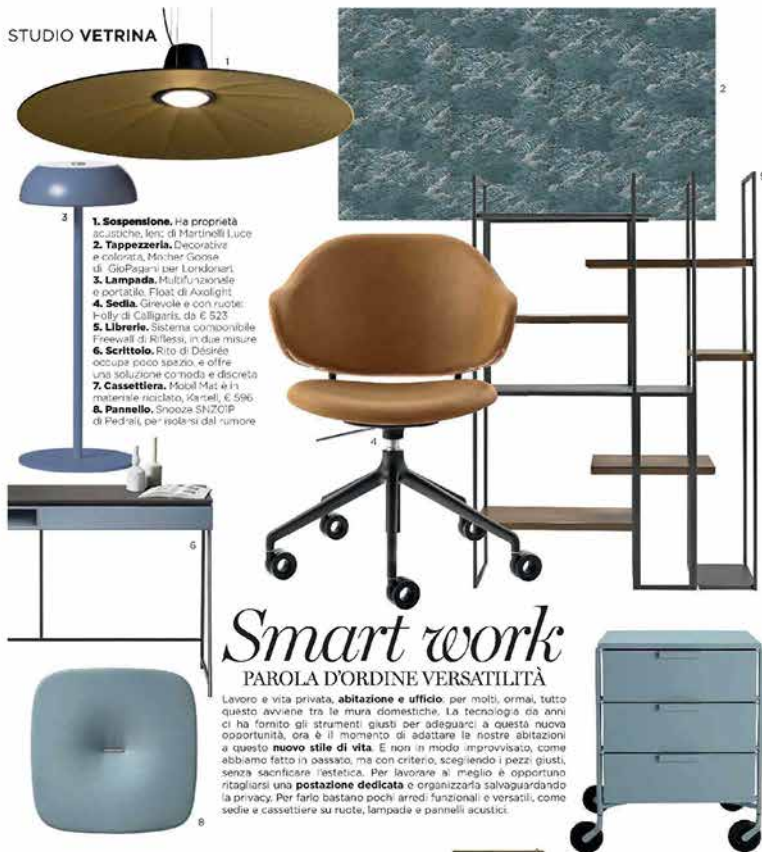 STUDIO VETRINA
1
2
3
1. Sospensione. Ha proprietà
acustiche, Lent di Martinelli Luce
2. Tappezzeria. Decorativa
e colorata, Mother Goose
di GioPagani per Londonart
3. Lampada. Multifunzionale
e portatile, Float di Axolight
4. Sedia. Girevole e con ruote:
Holly di Calligaris, da € 523
5. Librerie. Sistema componibile
Freewall di Riflessi, in due misure
6. Scrittoio. Rito di Désirée
occupa poco spazio, e offre
una soluzione comoda e discreta
7. Cassettiera. Mobil Mat è in
materiale riciclato, Kartell, € 596
8. Pannello. Snooze SNZ01P
di Pedrali, per isolarsi dal rumore
4
5
6
Smart work
PAROLA D'ORDINE VERSATILITÀ
Lavoro e vita privata, abitazione e ufficio: per molti, ormai, tutto
questo avviene tra le mura domestiche. La tecnologia da anni
ci ha fornito gli strumenti giusti per adeguarci a questa nuova
opportunità, ora è il momento di adattare le nostre abitazioni
a questo nuovo stile di vita. E non in modo improvvisato, come
abbiamo fatto in passato, ma con criterio, scegliendo i pezzi giusti,
senza sacrificare l'estetica. Per lavorare al meglio è opportuno
ritagliarsi una postazione dedicata e organizzarla salvaguardando
la privacy. Per farlo bastano pochi arredi funzionali e versatili, come
sedie e cassettiere su ruote, lampade e pannelli acustici.
8